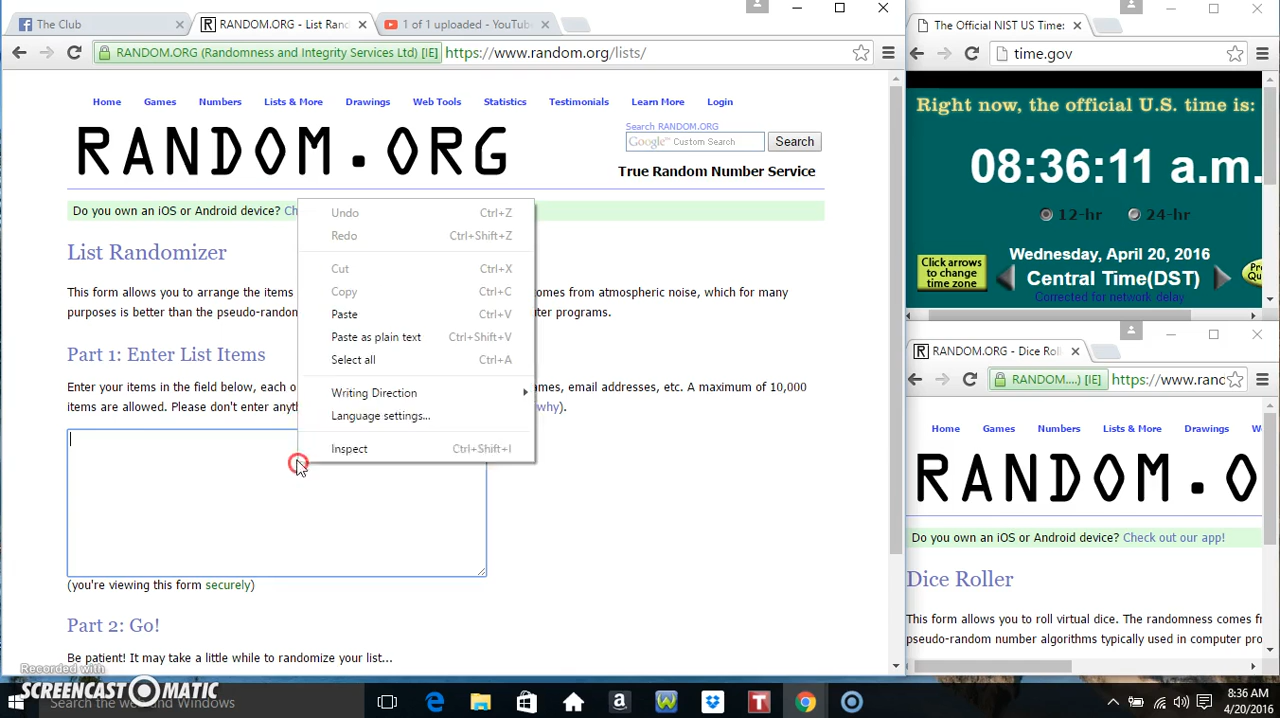 The Club
RANDOM.ORG - List Ran
1 of 1 uploaded - YouTub
RANDOM.ORG (Randomness and Integrity Services Ltd) [IE]
https://www.random.org/lists/
Home Games Numbers Lists & More Drawings Web Tools Statistics Testimonials Learn More Login
RANDOM.ORG
Search RANDOM.ORG
Google™ Custom Search
Search
True Random Number Service
Do you own an iOS or Android device? Ch
List Randomizer
This form allows you to arrange the items
omes from atmospheric noise, which for many
purposes is better than the pseudo-rando
uter programs.
Part 1: Enter List Items
Enter your items in the field below, each o
ames, email addresses, etc. A maximum of 10,000
items are allowed. Please don't enter anyth
why).
Undo Ctrl+Z
Redo Ctrl+Shift+Z
Cut Ctrl+X
Copy Ctrl+C
Paste Ctrl+V
Paste as plain text Ctrl+Shift+V
Select all Ctrl+A
Writing Direction
Language settings...
Inspect Ctrl+Shift+I
(you're viewing this form securely)
Part 2: Go!
Be patient! It may take a little while to randomize your list...
Recorded with
SCREENCAST-O-MATIC
Search the web and Windows
The Official NIST US Time:
time.gov
Right now, the official U.S. time is:
08:36:11 a.m.
12-hr 24-hr
Wednesday, April 20, 2016
Click arrows
to change
time zone
Central Time(DST)
Pr
Qu
Corrected for network delay
RANDOM.ORG - Dice Rol
RANDOM....) [IE]
https://www.ranc
Home Games Numbers Lists & More Drawings W
RANDOM.O
Do you own an iOS or Android device? Check out our app!
Dice Roller
This form allows you to roll virtual dice. The randomness comes f
pseudo-random number algorithms typically used in computer pro
8:36 AM
4/20/2016